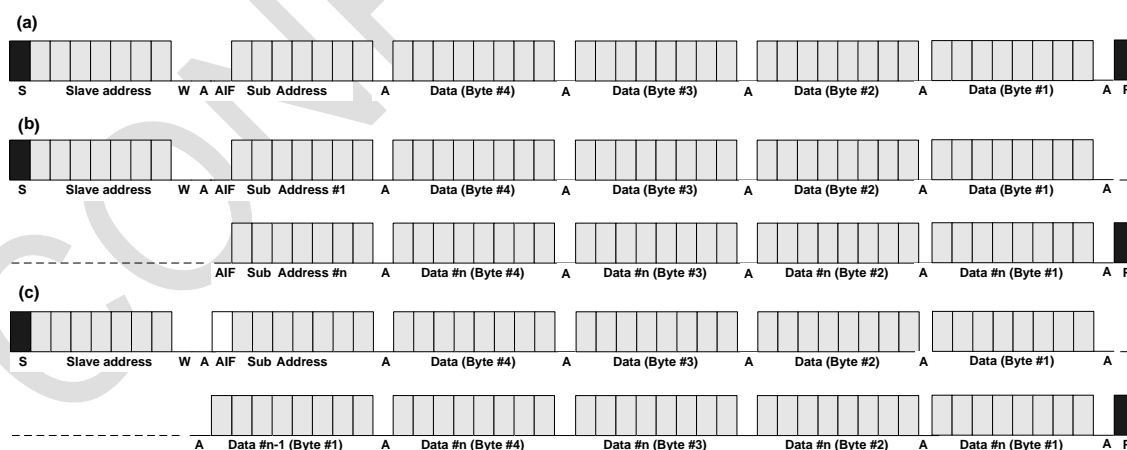 (a)
S Slave address W A AIF Sub Address A Data (Byte #4) A Data (Byte #3) A Data (Byte #2) A Data (Byte #1) A
(b)
S Slave address W A AIF Sub Address #1 A Data (Byte #4) A Data (Byte #3) A Data (Byte #2) A Data (Byte #1) A
AIF Sub Address #n A Data #n (Byte #4) A Data #n (Byte #3) A Data #n (Byte #2) A Data #n (Byte #1) A
(c)
S Slave address W A AIF Sub Address A Data (Byte #4) A Data (Byte #3) A Data (Byte #2) A Data (Byte #1) A
A Data #n-1 (Byte #1) A Data #n (Byte #4) Data #n (Byte #3) Data #n (Byte #2) A Data #n (Byte #1) A